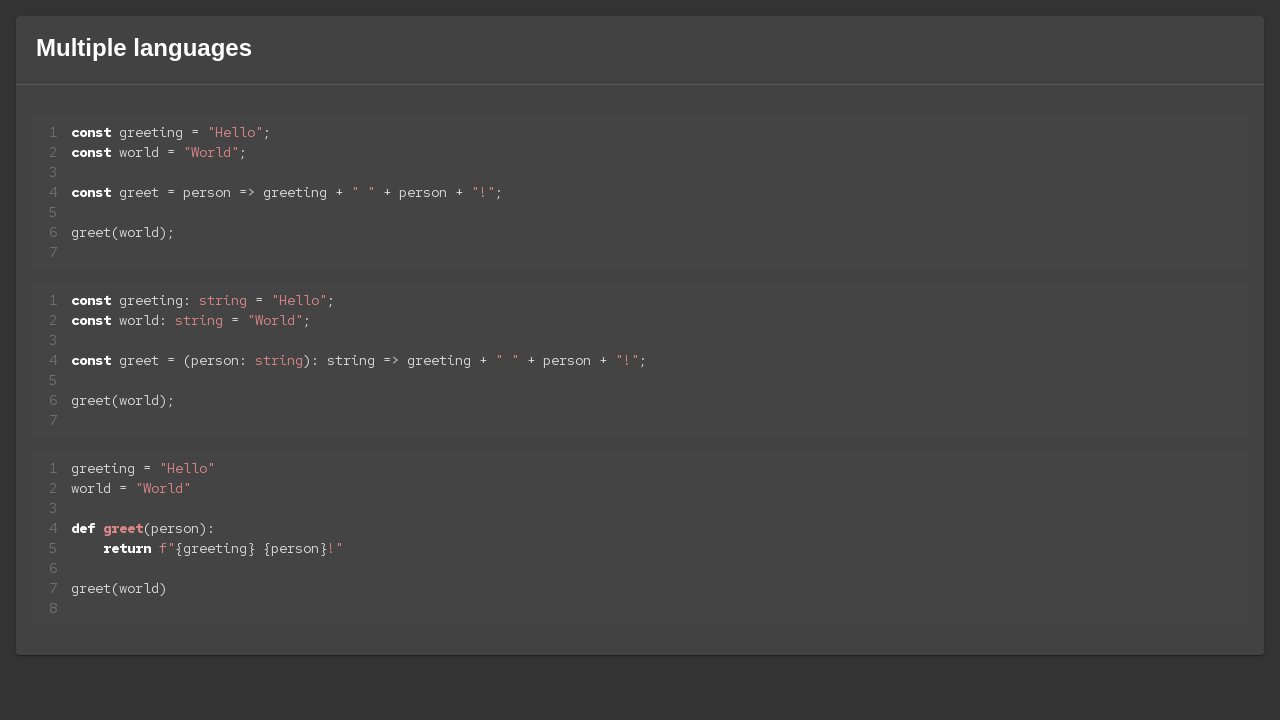 Multiple languages
1 const greeting = "Hello";
2 const world = "World";
3
4 const greet = person => greeting + " " + person + "!";
5
6 greet(world);
7
1 const greeting: string = "Hello";
2 const world: string = "World";
3
4 const greet = (person: string): string => greeting + " " + person + "!";
5
6 greet(world);
7
1 greeting = "Hello"
2 world = "World"
3
4 def greet(person):
5     return f"{greeting} {person}!"
6
7 greet(world)
8